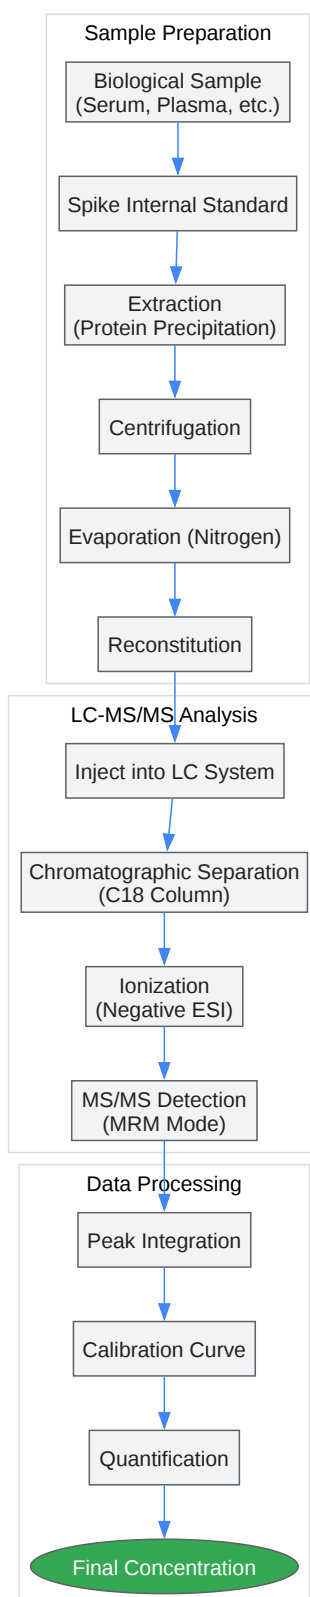 Sample Preparation
Biological Sample
(Serum, Plasma, etc.)
Spike Internal Standard
Extraction
(Protein Precipitation)
Centrifugation
Evaporation (Nitrogen)
Reconstitution
LC-MS/MS Analysis
Inject into LC System
Chromatographic Separation
(C18 Column)
Ionization
(Negative ESI)
MS/MS Detection
(MRM Mode)
Data Processing
Peak Integration
Calibration Curve
Quantification
Final Concentration